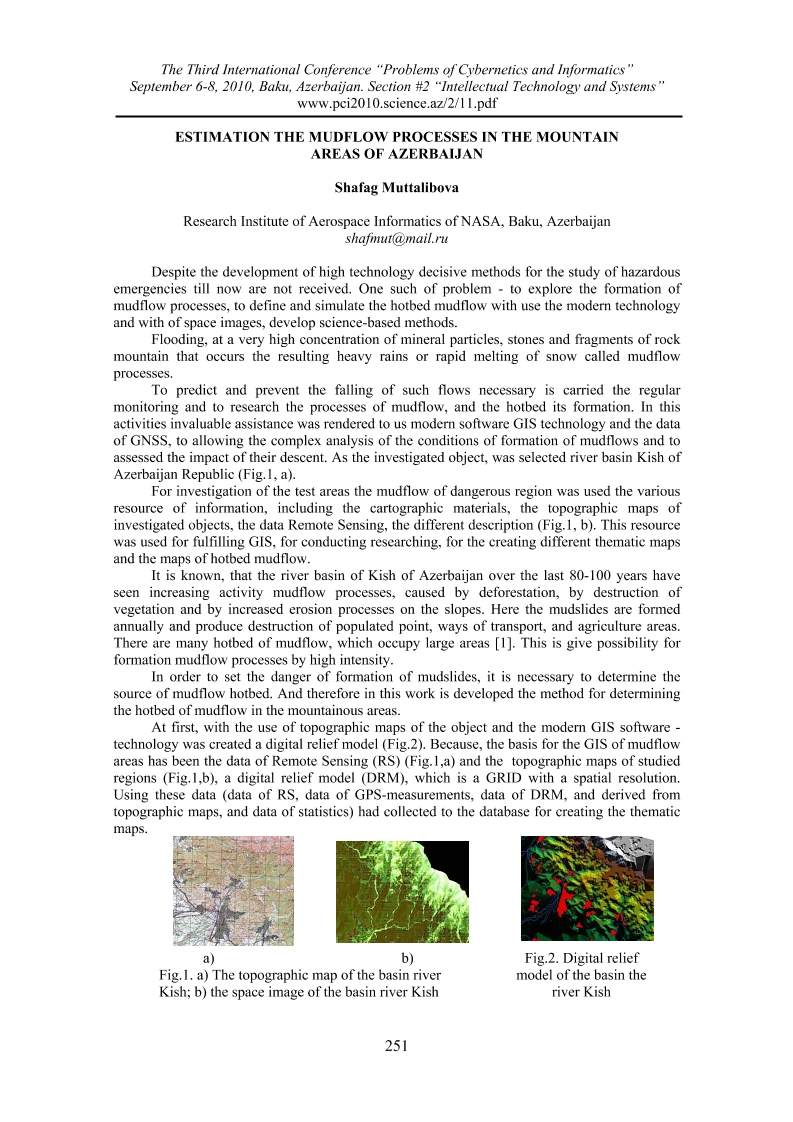 The Third International Conference “Problems of Cybernetics and Informatics”
September 6-8, 2010, Baku, Azerbaijan. Section #2 “Intellectual Technology and Systems”
www.pci2010.science.az/2/11.pdf
ESTIMATION THE MUDFLOW PROCESSES IN THE MOUNTAIN
AREAS OF AZERBAIJAN
Shafag Muttalibova
Research Institute of Aerospace Informatics of NASA, Baku, Azerbaijan
shafmut@mail.ru
Despite the development of high technology decisive methods for the study of hazardous
emergencies till now are not received. One such of problem - to explore the formation of
mudflow processes, to define and simulate the hotbed mudflow with use the modern technology
and with of space images, develop science-based methods.
Flooding, at a very high concentration of mineral particles, stones and fragments of rock
mountain that occurs the resulting heavy rains or rapid melting of snow called mudflow
processes.
To predict and prevent the falling of such flows necessary is carried the regular
monitoring and to research the processes of mudflow, and the hotbed its formation. In this
activities invaluable assistance was rendered to us modern software GIS technology and the data
of GNSS, to allowing the complex analysis of the conditions of formation of mudflows and to
assessed the impact of their descent. As the investigated object, was selected river basin Kish of
Azerbaijan Republic (Fig.1, a).
For investigation of the test areas the mudflow of dangerous region was used the various
resource of information, including the cartographic materials, the topographic maps of
investigated objects, the data Remote Sensing, the different description (Fig.1, b). This resource
was used for fulfilling GIS, for conducting researching, for the creating different thematic maps
and the maps of hotbed mudflow.
It is known, that the river basin of Kish of Azerbaijan over the last 80-100 years have
seen increasing activity mudflow processes, caused by deforestation, by destruction of
vegetation and by increased erosion processes on the slopes. Here the mudslides are formed
annually and produce destruction of populated point, ways of transport, and agriculture areas.
There are many hotbed of mudflow, which occupy large areas [1]. This is give possibility for
formation mudflow processes by high intensity.
In order to set the danger of formation of mudslides, it is necessary to determine the
source of mudflow hotbed. And therefore in this work is developed the method for determining
the hotbed of mudflow in the mountainous areas.
At first, with the use of topographic maps of the object and the modern GIS software -
technology was created a digital relief model (Fig.2). Because, the basis for the GIS of mudflow
areas has been the data of Remote Sensing (RS) (Fig.1,a) and the topographic maps of studied
regions (Fig.1,b), a digital relief model (DRM), which is a GRID with a spatial resolution.
Using these data (data of RS, data of GPS-measurements, data of DRM, and derived from
topographic maps, and data of statistics) had collected to the database for creating the thematic
maps.
a) b)
Fig.1. a) The topographic map of the basin river
Kish; b) the space image of the basin river Kish
Fig.2. Digital relief
model of the basin the
river Kish
251